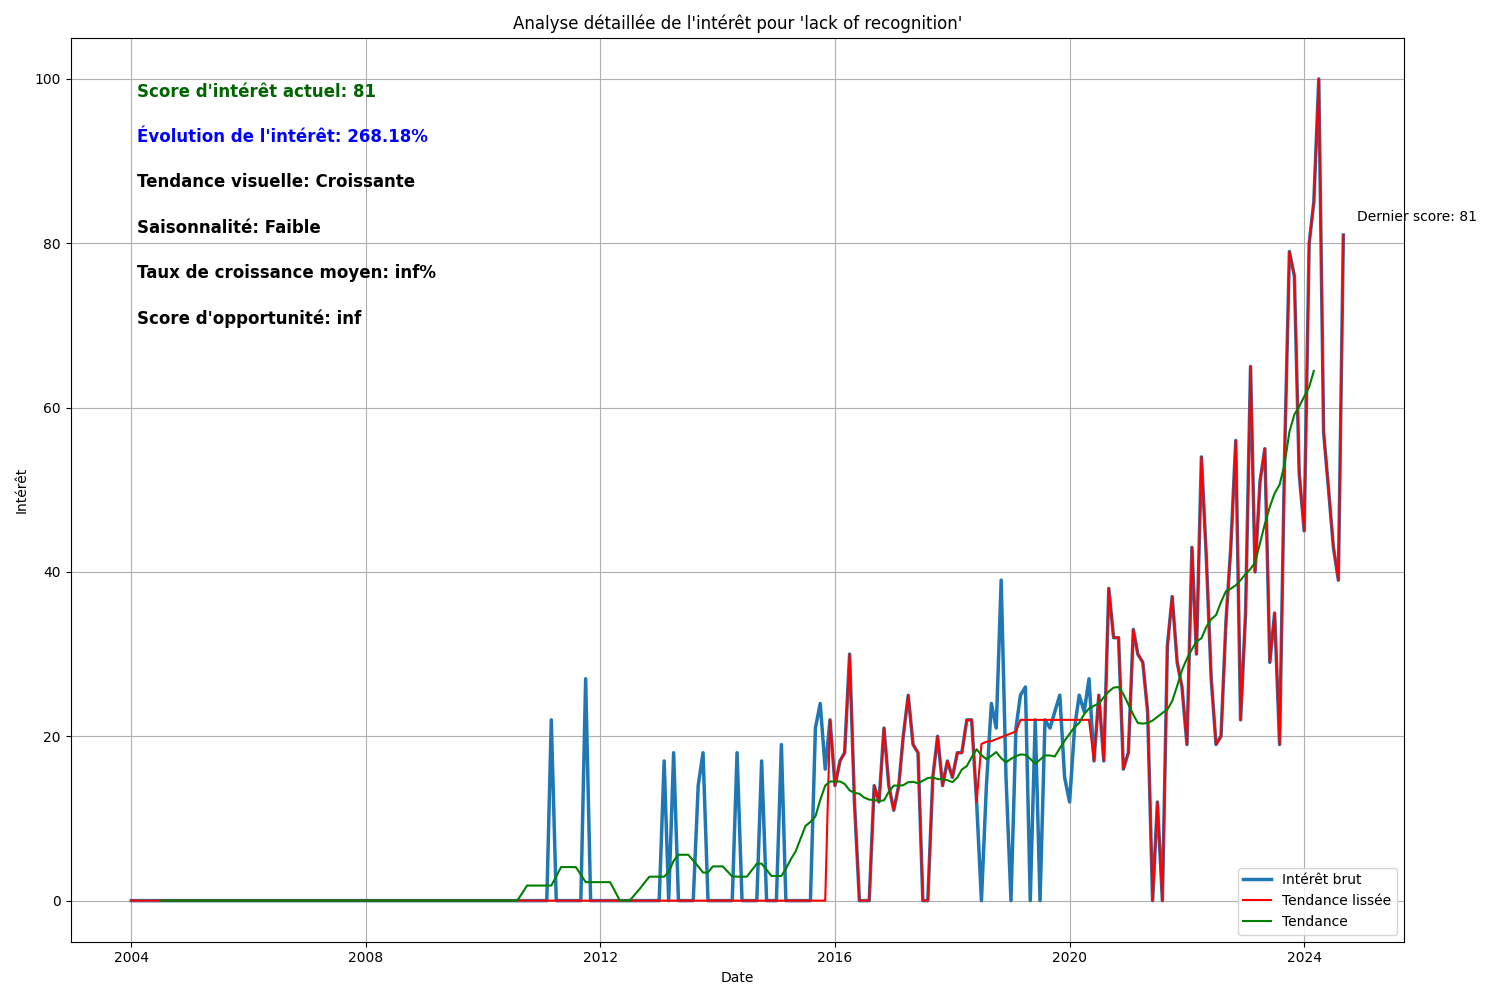 Analyse détaillée de l'intérêt pour 'lack of recognition'
Score d'intérêt actuel: 81
Évolution de l'intérêt: 268.18%
Tendance visuelle: Croissante
Saisonnalité: Faible
Taux de croissance moyen: inf%
Score d'opportunité: inf
Dernier score: 81
100
80
60
40
20
0
Intérêt
2004 2008 2012 2016 2020 2024
Date
Intérêt brut
Tendance lissée
Tendance